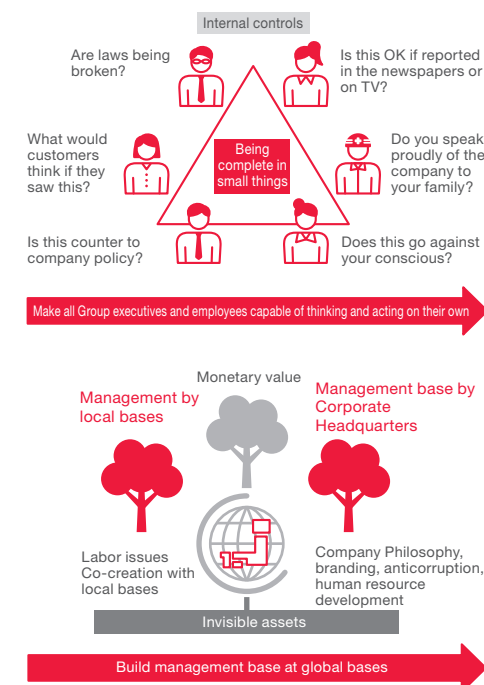 Internal controls
Are laws being
broken?
Is this OK if reported
in the newspapers or
on TV?
What would
customers
think if they
saw this?
Being
complete in
small things
Do you speak
proudly of the
company to
your family?
Is this counter to
company policy?
Does this go against
your conscious?
Make all Group executives and employees capable of thinking and acting on their own
Monetary value
Management by
local bases
Management base by
Corporate
Headquarters
Labor issues
Co-creation with
local bases
Company Philosophy,
branding, anticorruption,
human resource
development
Invisible assets
Build management base at global bases